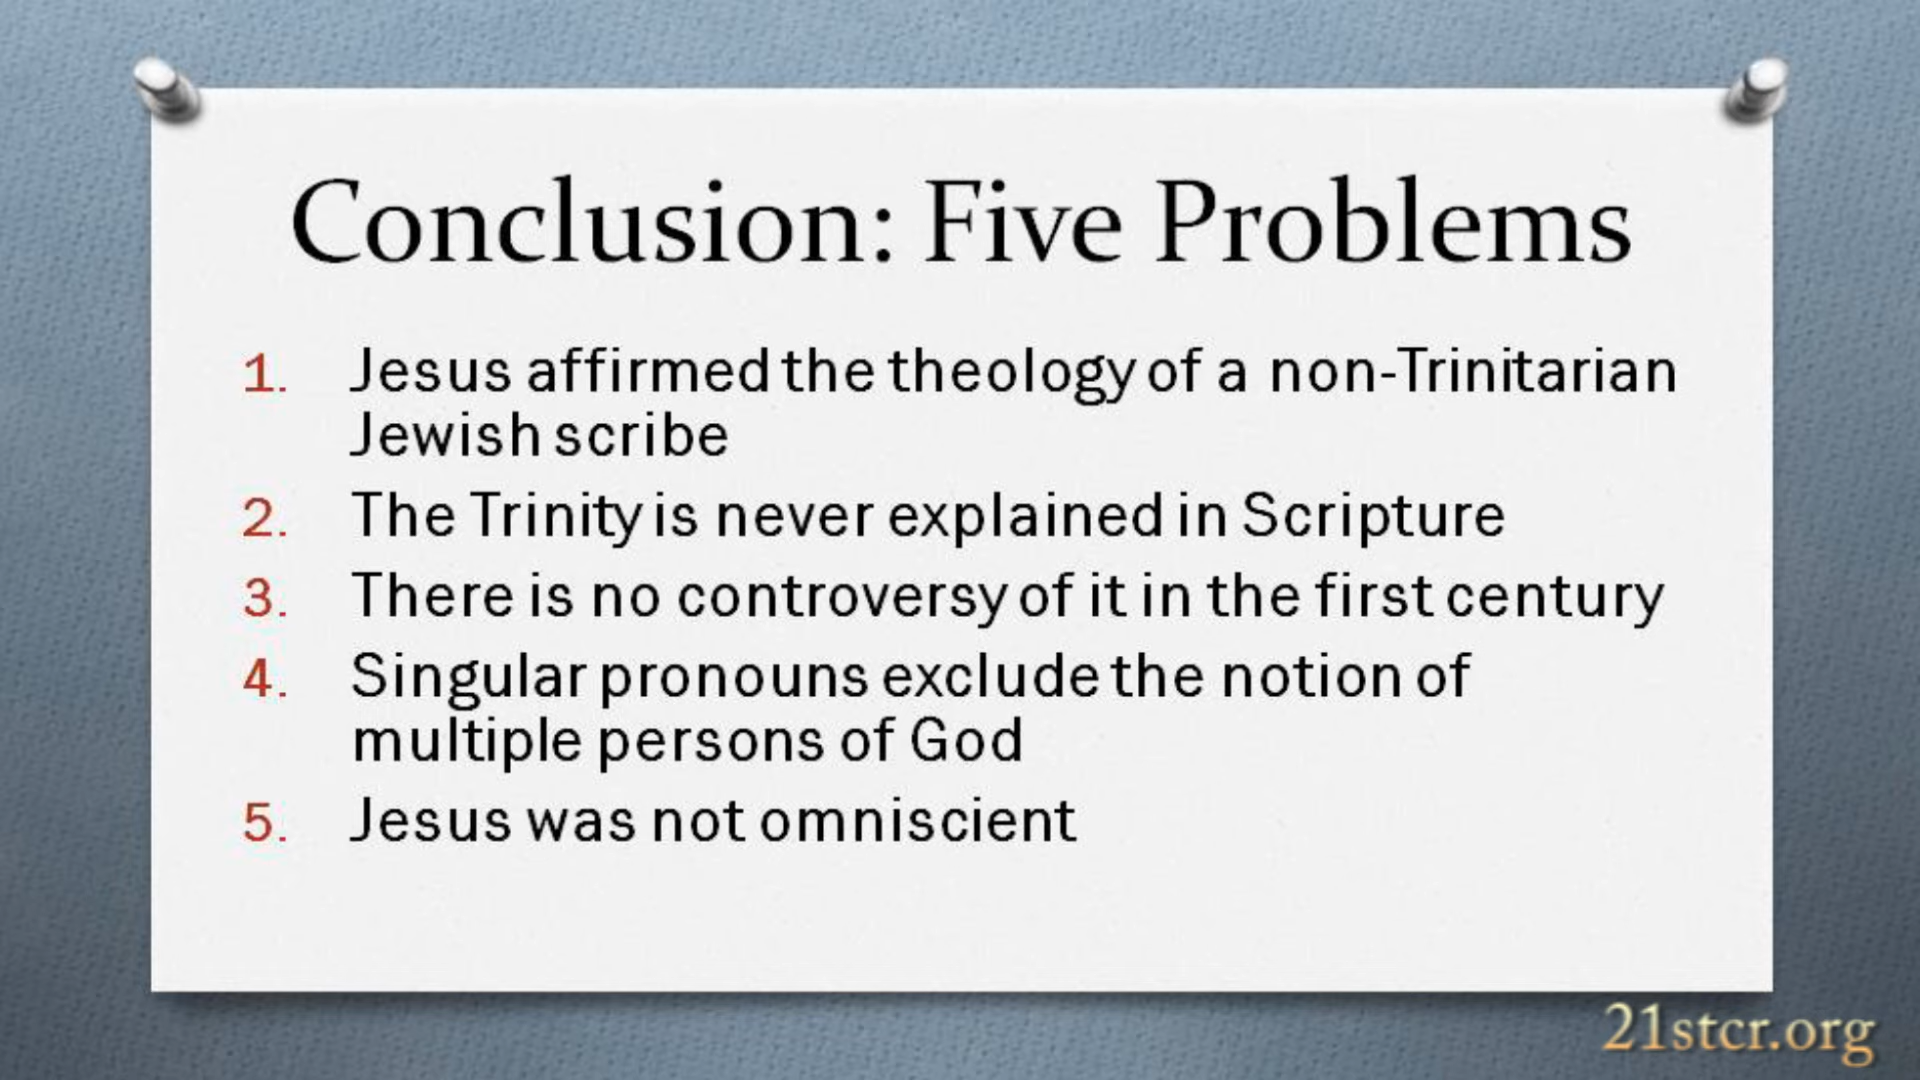 Conclusion: Five Problems
1. Jesus affirmed the theology of a non-Trinitarian
Jewish scribe
2. The Trinity is never explained in Scripture
3. There is no controversy of it in the first century
4. Singular pronouns exclude the notion of
multiple persons of God
5. Jesus was not omniscient
21stcr.org